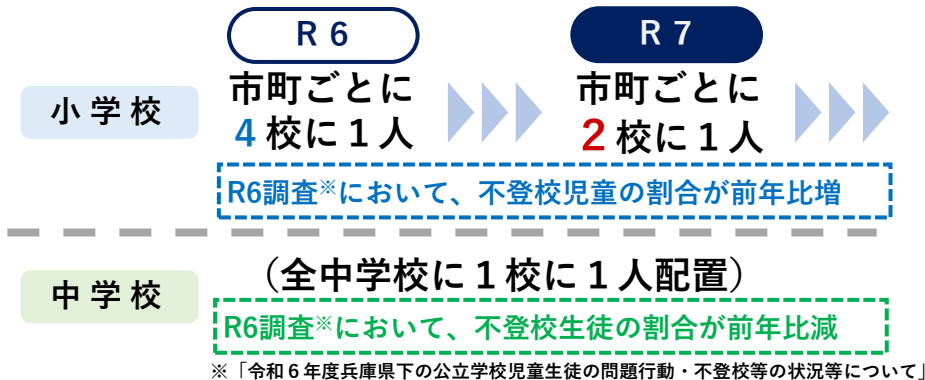 R6
R7
小学校
市町ごとに
4校に1人
市町ごとに
2校に1人
R6調査※において、不登校児童の割合が前年比増
中学校
（全中学校に1校に1人配置）
R6調査※において、不登校生徒の割合が前年比減
※「令和６年度兵庫県下の公立学校児童生徒の問題行動・不登校等の状況等について」